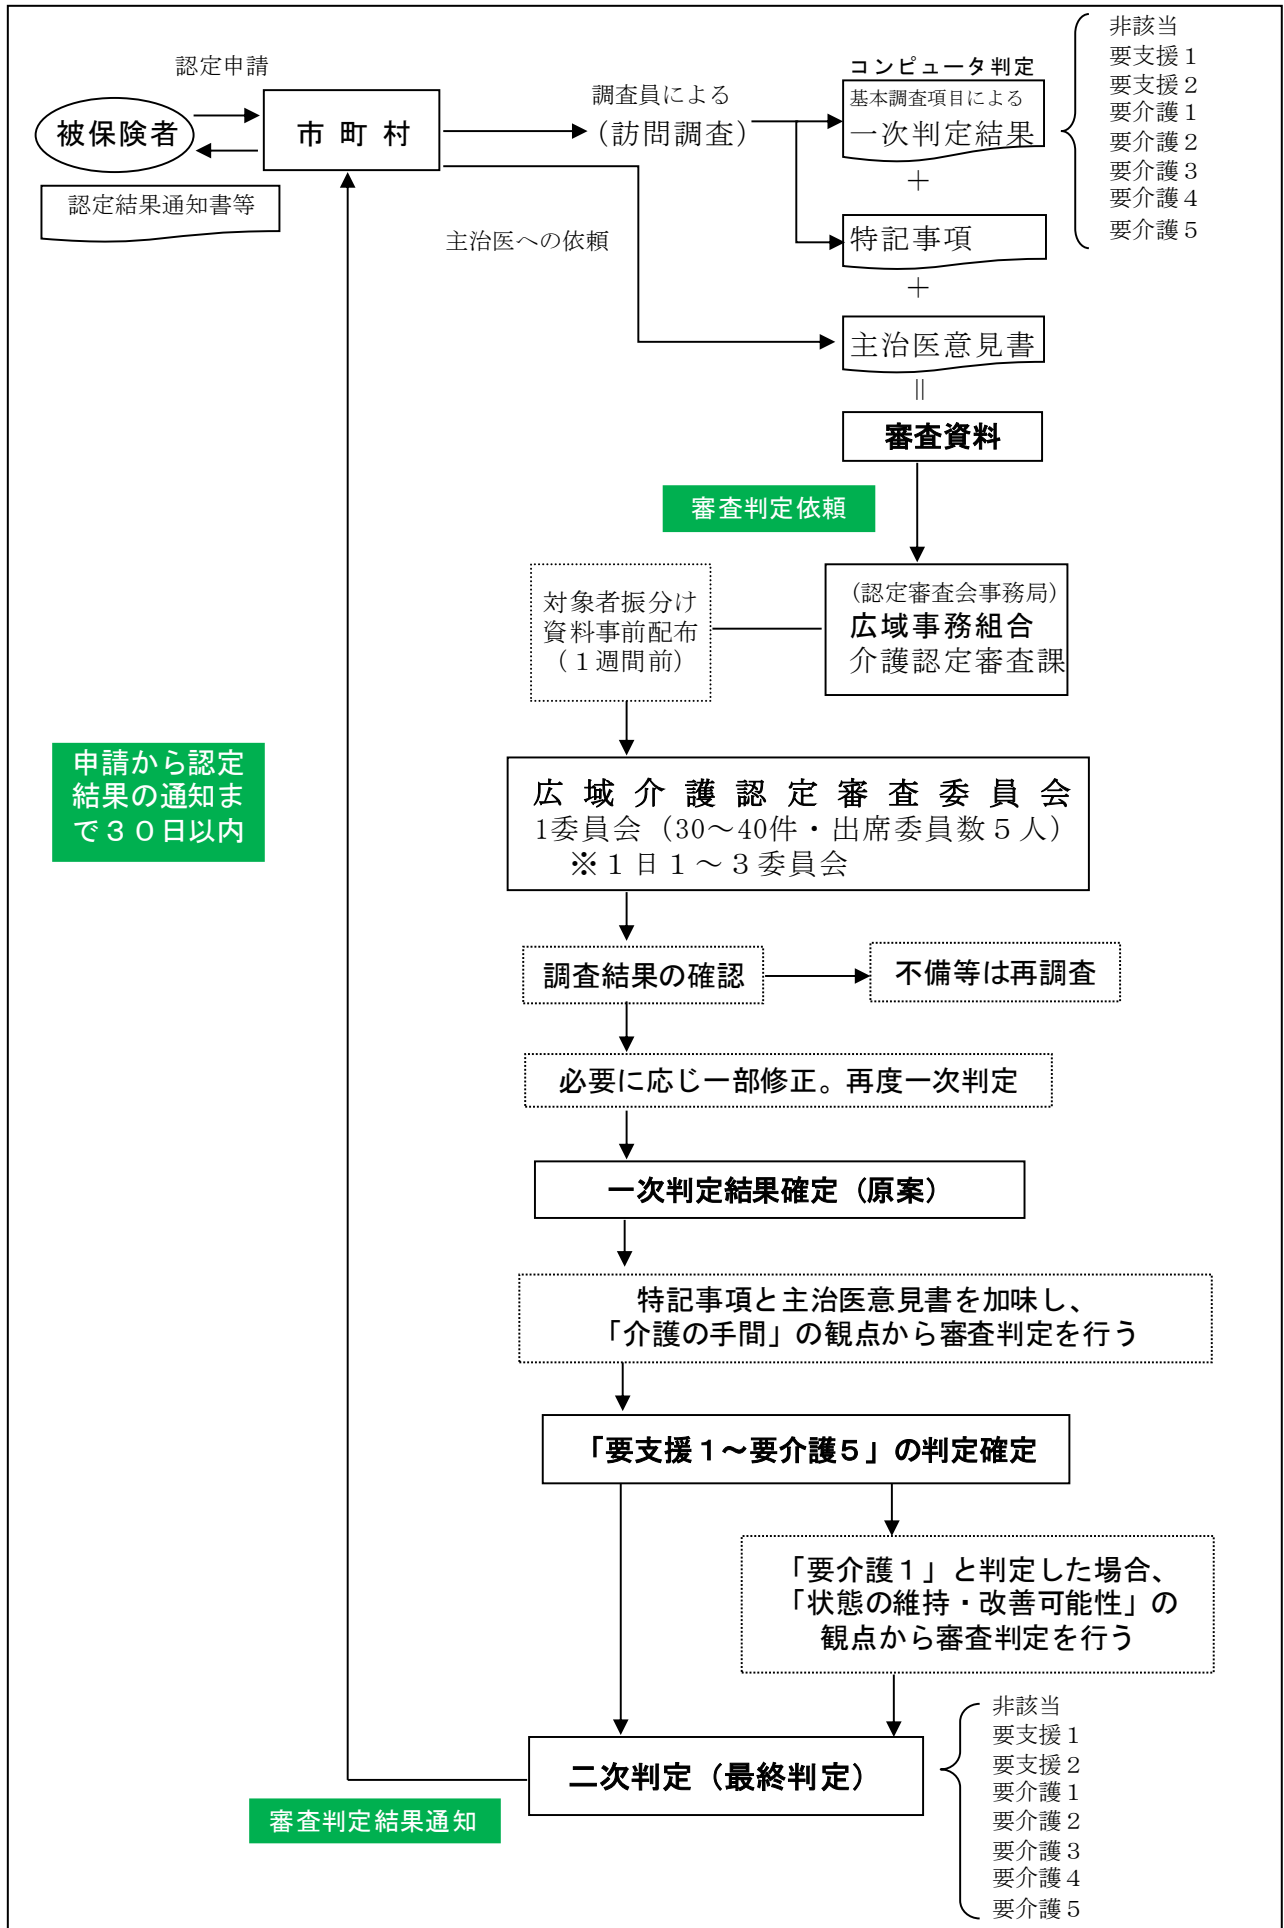 認定申請
被保険者
市町村
認定結果通知書等
調査員による
（訪問調査）
主治医への依頼
コンピュータ判定
基本調査項目による
一次判定結果
＋
特記事項
＋
主治医意見書
＝
審査資料
非該当
要支援１
要支援２
要介護１
要介護２
要介護３
要介護４
要介護５
審査判定依頼
（認定審査会事務局）
広域事務組合
介護認定審査課
対象者振分け
資料事前配布
（１週間前）
申請から認定
結果の通知ま
で３０日以内
広域介護認定審査委員会
1委員会（30～40件・出席委員数５人）
※１日１～３委員会
調査結果の確認
不備等は再調査
必要に応じ一部修正。再度一次判定
一次判定結果確定（原案）
特記事項と主治医意見書を加味し、
「介護の手間」の観点から審査判定を行う
「要支援１～要介護５」の判定確定
「要介護１」と判定した場合、
「状態の維持・改善可能性」の
観点から審査判定を行う
二次判定（最終判定）
審査判定結果通知
非該当
要支援１
要支援２
要介護１
要介護２
要介護３
要介護４
要介護５